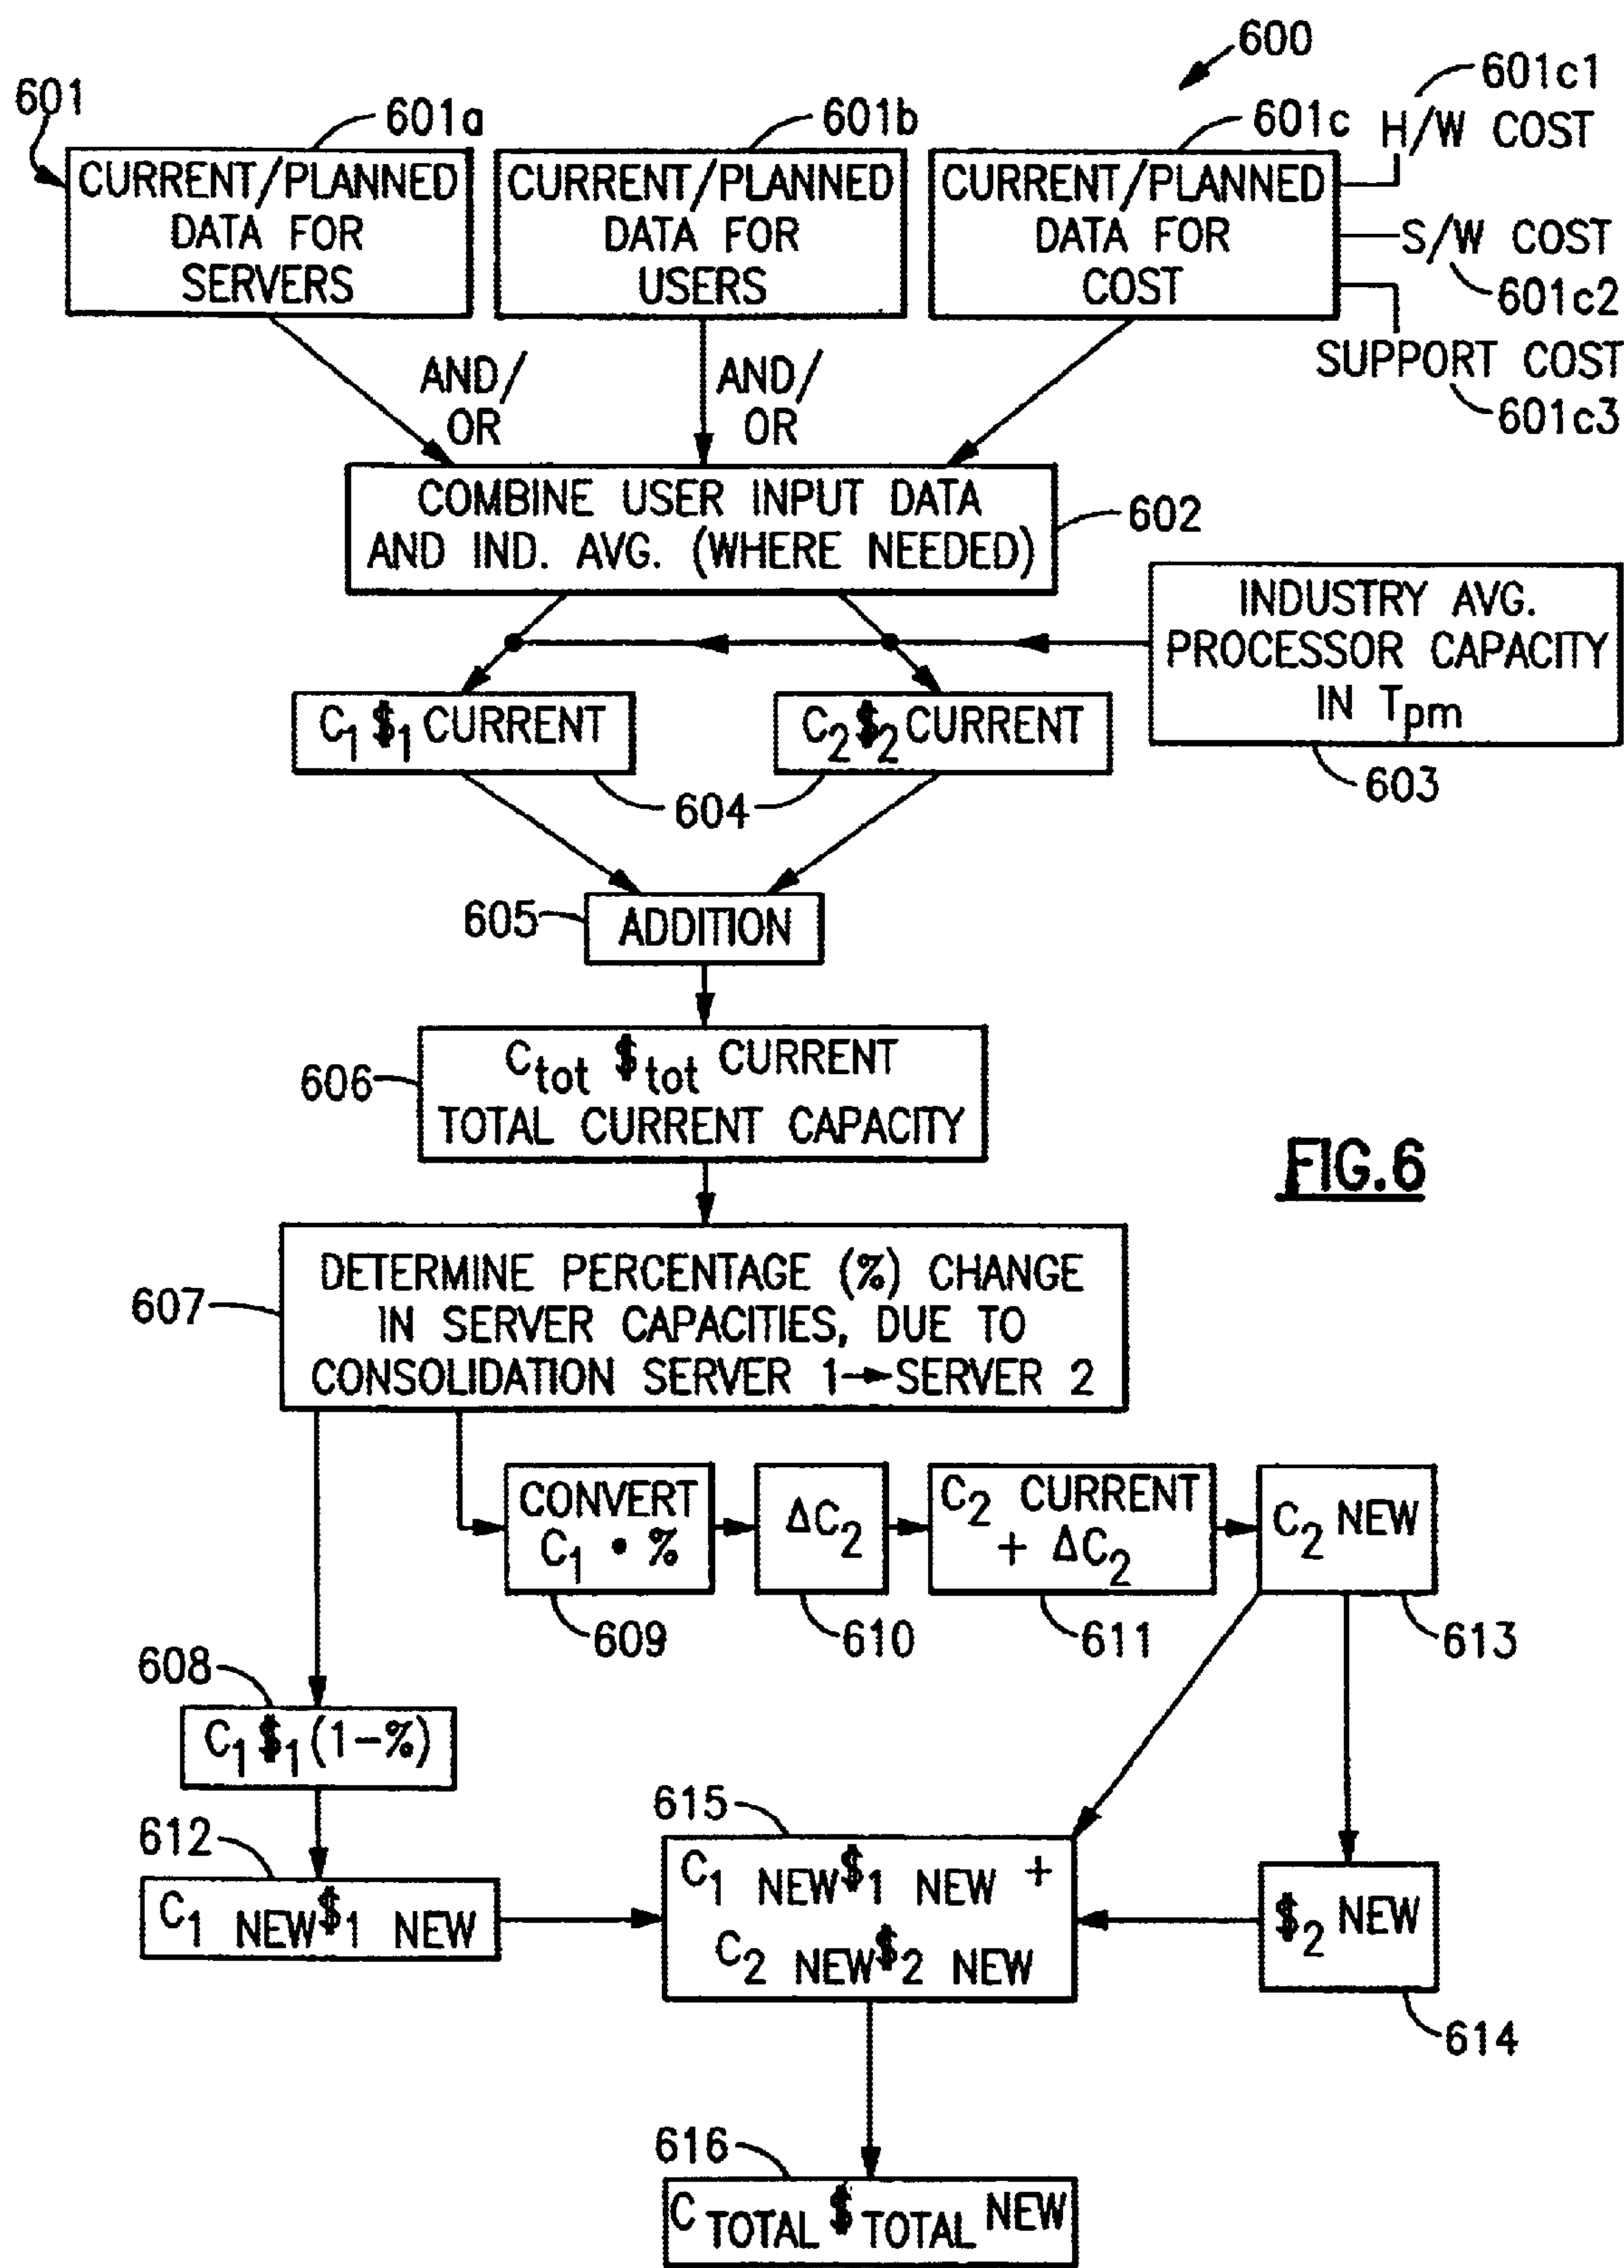 600
601
601a
601b
601c
601c1
H/W COST
CURRENT/PLANNED
DATA FOR
SERVERS
CURRENT/PLANNED
DATA FOR
USERS
CURRENT/PLANNED
DATA FOR
COST
S/W COST
601c2
SUPPORT COST
601c3
AND/
OR
AND/
OR
COMBINE USER INPUT DATA
AND IND. AVG. (WHERE NEEDED)
602
INDUSTRY AVG.
PROCESSOR CAPACITY
IN Tpm
603
C1 $1 CURRENT
C2 $2 CURRENT
604
605
ADDITION
606
Ctot $tot CURRENT
TOTAL CURRENT CAPACITY
FIG.6
607
DETERMINE PERCENTAGE (%) CHANGE
IN SERVER CAPACITIES, DUE TO
CONSOLIDATION SERVER 1→SERVER 2
CONVERT
C1 • %
ΔC2
C2 CURRENT
+ ΔC2
C2 NEW
609
610
611
613
608
C1 $1 (1-%)
612
C1 NEW $1 NEW
615
C1 NEW $1 NEW +
C2 NEW $2 NEW
$2 NEW
614
616
C TOTAL $ TOTAL NEW